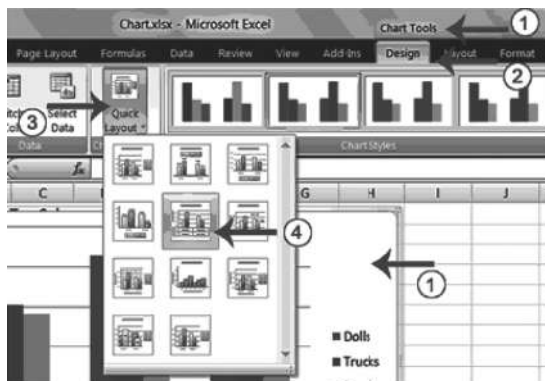 Chart.xlsx - Microsoft Excel
Chart Tools
1
Page Layout Formulas Data Review View Add-Ins Design Layout Format
2
3
Select
Data
Quick
Layout
Data
Chart Styles
fx
C G H I J
4
1
Dolls
Trucks